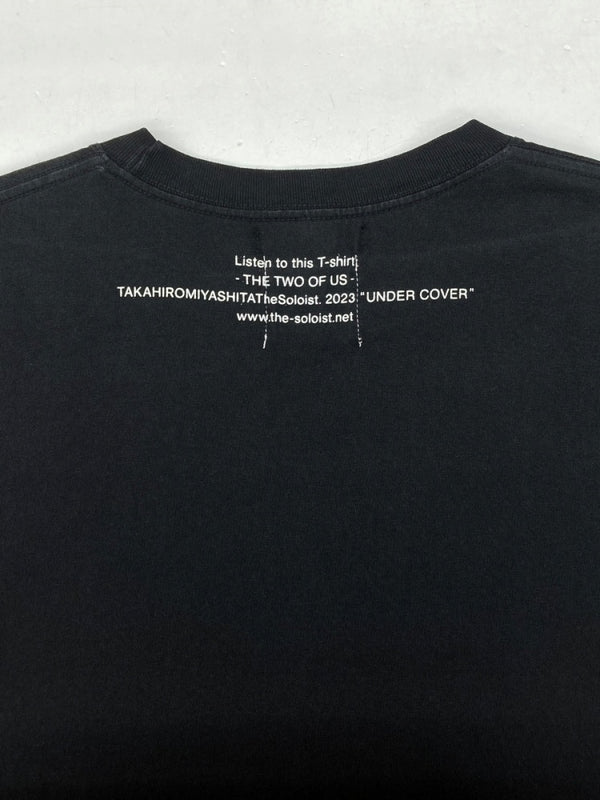 Listen to this T-shirt;
- THE TWO OF US -
TAKAHIROMIYASHITATheSoloist. 2023 "UNDER COVER"
www.the-soloist.net